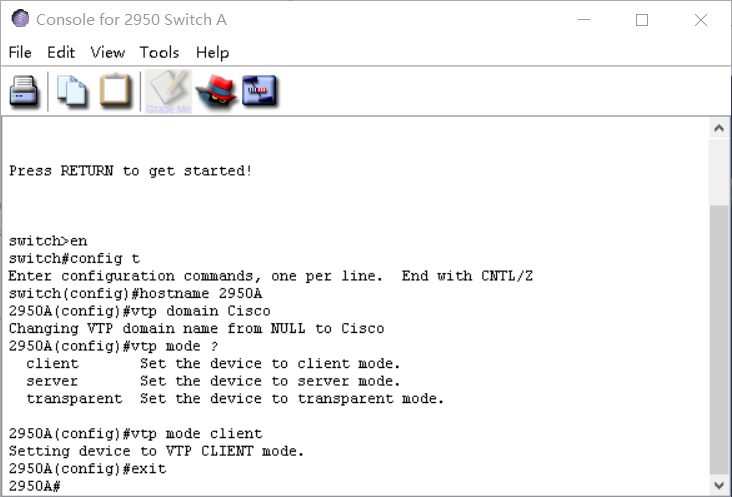 Console for 2950 Switch A
File Edit View Tools Help
Grade Me
Press RETURN to get started!
switch>en
switch#config t
Enter configuration commands, one per line.  End with CNTL/Z
switch(config)#hostname 2950A
2950A(config)#vtp domain Cisco
Changing VTP domain name from NULL to Cisco
2950A(config)#vtp mode ?
  client       Set the device to client mode.
  server       Set the device to server mode.
  transparent  Set the device to transparent mode.
2950A(config)#vtp mode client
Setting device to VTP CLIENT mode.
2950A(config)#exit
2950A#